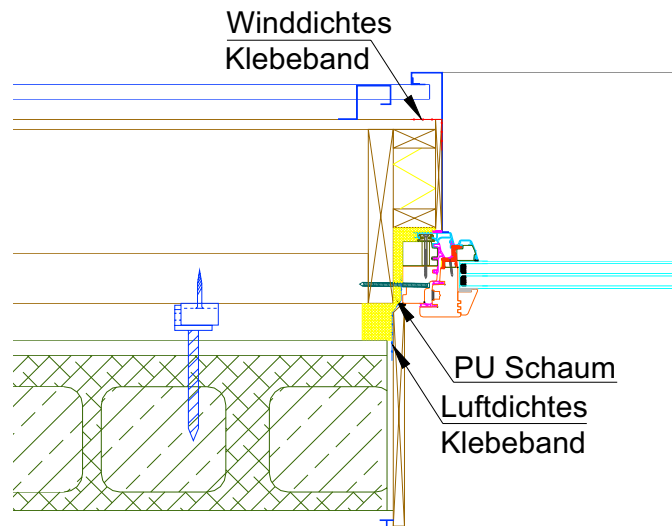 Winddichtes
Klebeband
PU Schaum
Luftdichtes
Klebeband